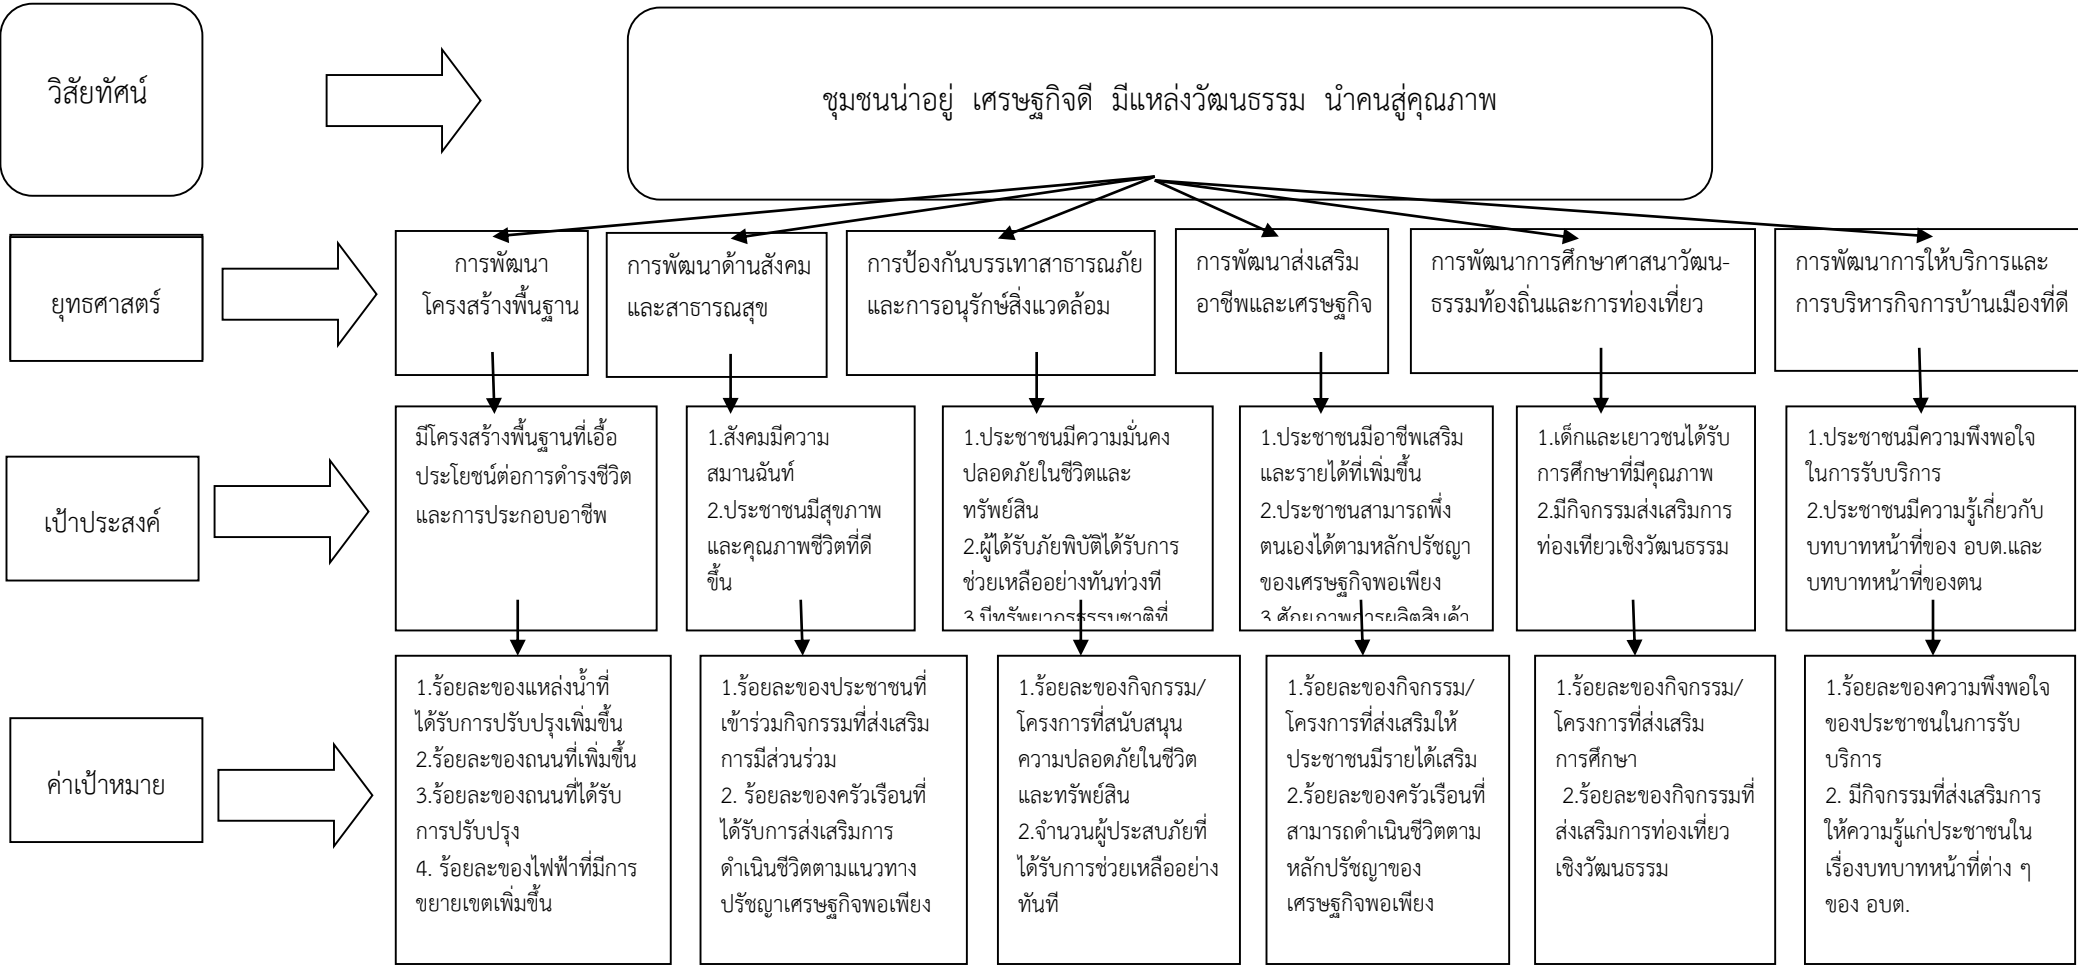 วิสัยทัศน์
ชุมชนน่าอยู่ เศรษฐกิจดี มีแหล่งวัฒนธรรม นำคนสู่คุณภาพ
ยุทธศาสตร์
การพัฒนา
โครงสร้างพื้นฐาน
การพัฒนาด้านสังคม
และสาธารณสุข
การป้องกันบรรเทาสาธารณภัย
และการอนุรักษ์สิ่งแวดล้อม
การพัฒนาส่งเสริม
อาชีพและเศรษฐกิจ
การพัฒนาการศึกษาศาสนาวัฒน-
ธรรมท้องถิ่นและการท่องเที่ยว
การพัฒนาการให้บริการและ
การบริหารกิจการบ้านเมืองที่ดี
เป้าประสงค์
มีโครงสร้างพื้นฐานที่เอื้อ
ประโยชน์ต่อการดำรงชีวิต
และการประกอบอาชีพ
1.สังคมมีความ
สมานฉันท์
2.ประชาชนมีสุขภาพ
และคุณภาพชีวิตที่ดี
ขึ้น
1.ประชาชนมีความมั่นคง
ปลอดภัยในชีวิตและ
ทรัพย์สิน
2.ผู้ได้รับภัยพิบัติได้รับการ
ช่วยเหลืออย่างทันท่วงที
3.มีทรัพยากรธรรมชาติที่
1.ประชาชนมีอาชีพเสริม
และรายได้ที่เพิ่มขึ้น
2.ประชาชนสามารถพึ่ง
ตนเองได้ตามหลักปรัชญา
ของเศรษฐกิจพอเพียง
3.ศักยภาพการผลิตสินค้า
1.เด็กและเยาวชนได้รับ
การศึกษาที่มีคุณภาพ
2.มีกิจกรรมส่งเสริมการ
ท่องเทียวเชิงวัฒนธรรม
1.ประชาชนมีความพึงพอใจ
ในการรับบริการ
2.ประชาชนมีความรู้เกี่ยวกับ
บทบาทหน้าที่ของ อบต.และ
บทบาทหน้าที่ของตน
ค่าเป้าหมาย
1.ร้อยละของแหล่งน้ำที่
ได้รับการปรับปรุงเพิ่มขึ้น
2.ร้อยละของถนนที่เพิ่มขึ้น
3.ร้อยละของถนนที่ได้รับ
การปรับปรุง
4. ร้อยละของไฟฟ้าที่มีการ
ขยายเขตเพิ่มขึ้น
1.ร้อยละของประชาชนที่
เข้าร่วมกิจกรรมที่ส่งเสริม
การมีส่วนร่วม
2. ร้อยละของครัวเรือนที่
ได้รับการส่งเสริมการ
ดำเนินชีวิตตามแนวทาง
ปรัชญาเศรษฐกิจพอเพียง
1.ร้อยละของกิจกรรม/
โครงการที่สนับสนุน
ความปลอดภัยในชีวิต
และทรัพย์สิน
2.จำนวนผู้ประสบภัยที่
ได้รับการช่วยเหลืออย่าง
ทันที
1.ร้อยละของกิจกรรม/
โครงการที่ส่งเสริมให้
ประชาชนมีรายได้เสริม
2.ร้อยละของครัวเรือนที่
สามารถดำเนินชีวิตตาม
หลักปรัชญาของ
เศรษฐกิจพอเพียง
1.ร้อยละของกิจกรรม/
โครงการที่ส่งเสริม
การศึกษา
2.ร้อยละของกิจกรรมที่
ส่งเสริมการท่องเที่ยว
เชิงวัฒนธรรม
1.ร้อยละของความพึงพอใจ
ของประชาชนในการรับ
บริการ
2. มีกิจกรรมที่ส่งเสริมการ
ให้ความรู้แก่ประชาชนใน
เรื่องบทบาทหน้าที่ต่าง ๆ
ของ อบต.